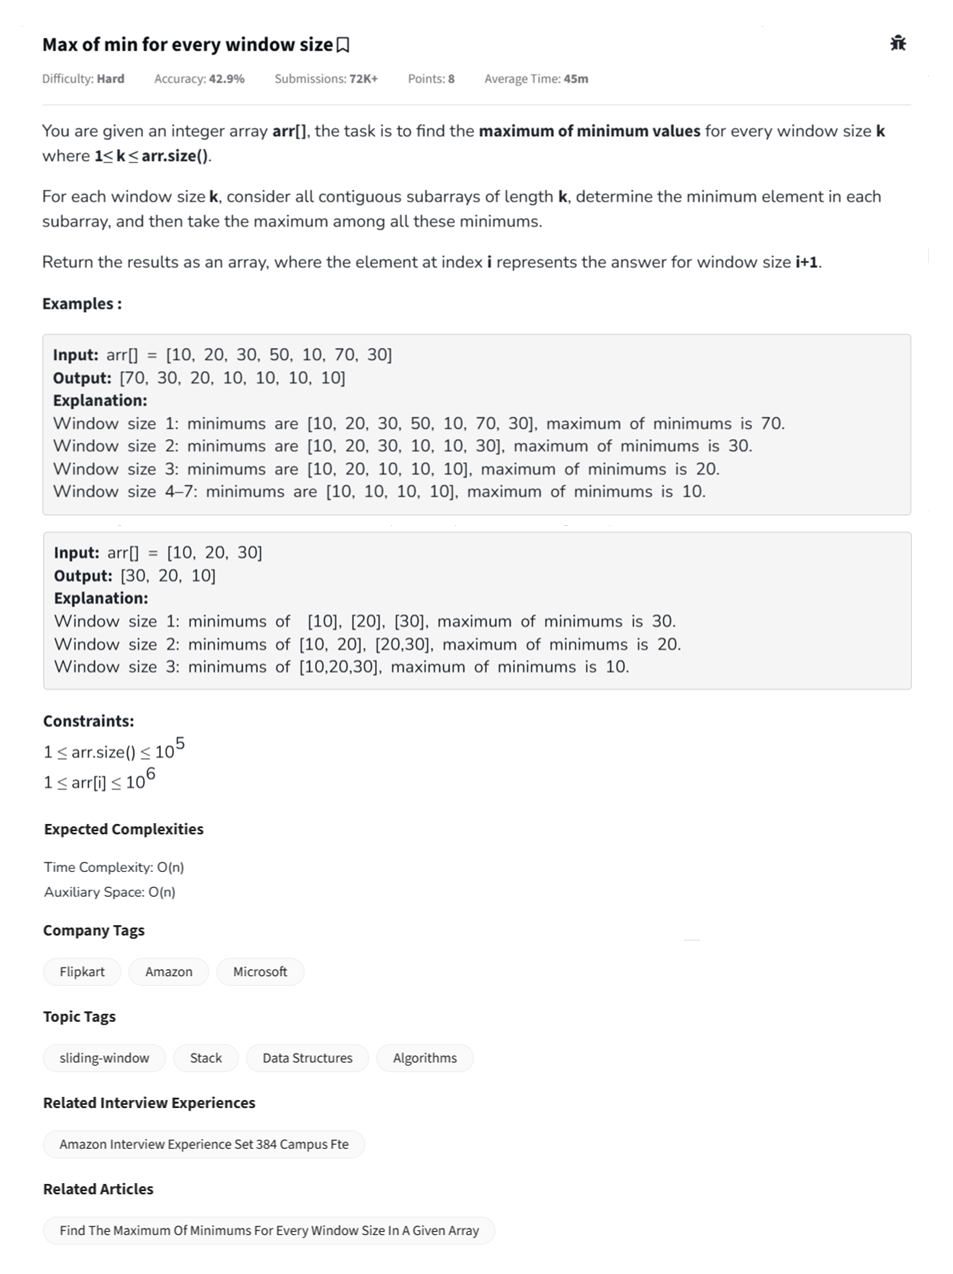 Max of min for every window size
Difficulty: Hard Accuracy: 42.9% Submissions: 72K+ Points: 8 Average Time: 45m
You are given an integer array arr[], the task is to find the maximum of minimum values for every window size k
where 1≤ k ≤ arr.size().
For each window size k, consider all contiguous subarrays of length k, determine the minimum element in each
subarray, and then take the maximum among all these minimums.
Return the results as an array, where the element at index i represents the answer for window size i+1.
Examples :
Input: arr[] = [10, 20, 30, 50, 10, 70, 30]
Output: [70, 30, 20, 10, 10, 10, 10]
Explanation:
Window size 1: minimums are [10, 20, 30, 50, 10, 70, 30], maximum of minimums is 70.
Window size 2: minimums are [10, 20, 30, 10, 10, 30], maximum of minimums is 30.
Window size 3: minimums are [10, 20, 10, 10, 10], maximum of minimums is 20.
Window size 4–7: minimums are [10, 10, 10, 10], maximum of minimums is 10.
Input: arr[] = [10, 20, 30]
Output: [30, 20, 10]
Explanation:
Window size 1: minimums of [10], [20], [30], maximum of minimums is 30.
Window size 2: minimums of [10, 20], [20,30], maximum of minimums is 20.
Window size 3: minimums of [10,20,30], maximum of minimums is 10.
Constraints:
1 ≤ arr.size() ≤ 10^5
1 ≤ arr[i] ≤ 10^6
Expected Complexities
Time Complexity: O(n)
Auxiliary Space: O(n)
Company Tags
Flipkart Amazon Microsoft
Topic Tags
sliding-window Stack Data Structures Algorithms
Related Interview Experiences
Amazon Interview Experience Set 384 Campus Fte
Related Articles
Find The Maximum Of Minimums For Every Window Size In A Given Array